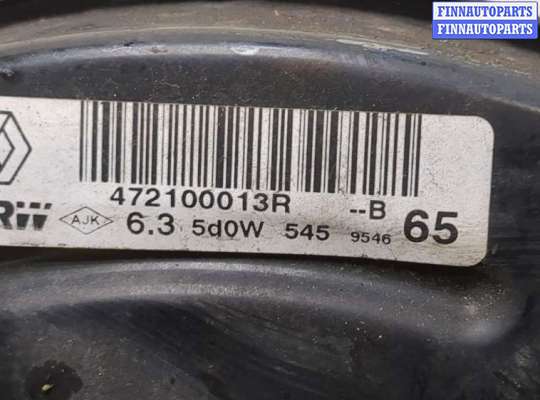 FINNAUTOPARTS
FINNAUTOPARTS
472100013R --B 65
RW AJK 6.3 5d0W 545 9546